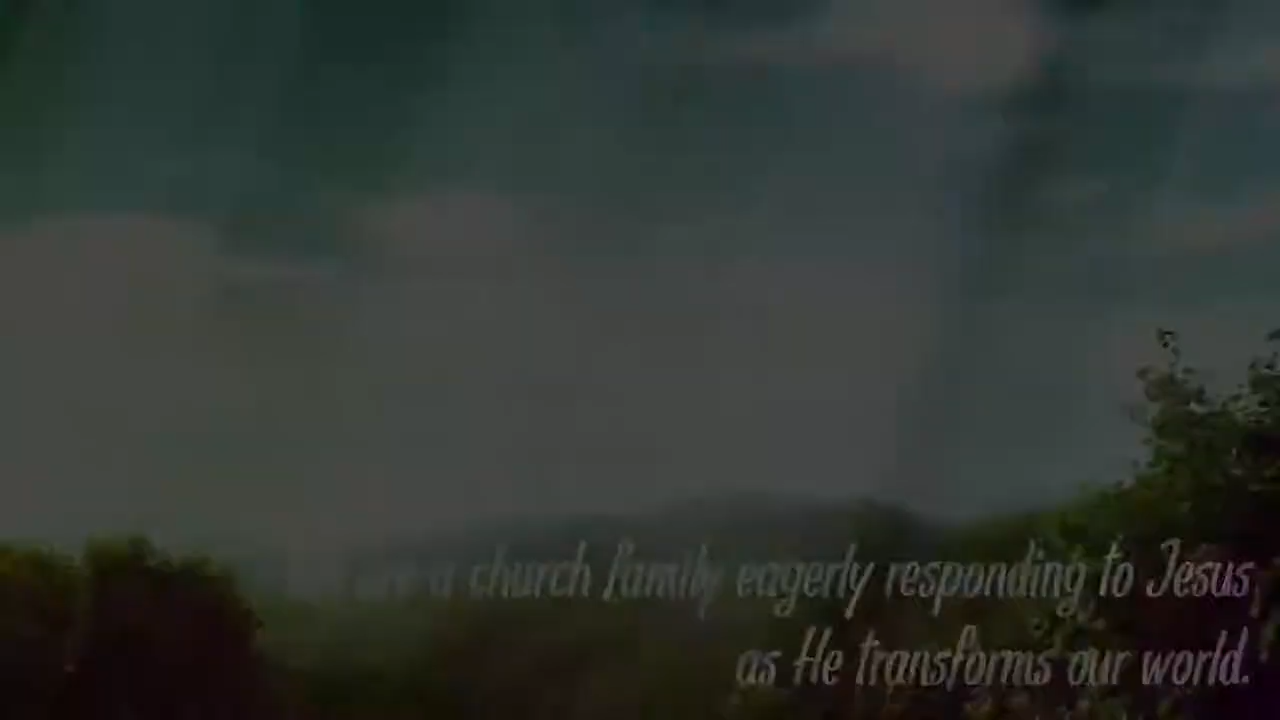 a church family eagerly responding to Jesus
as He transforms our world.